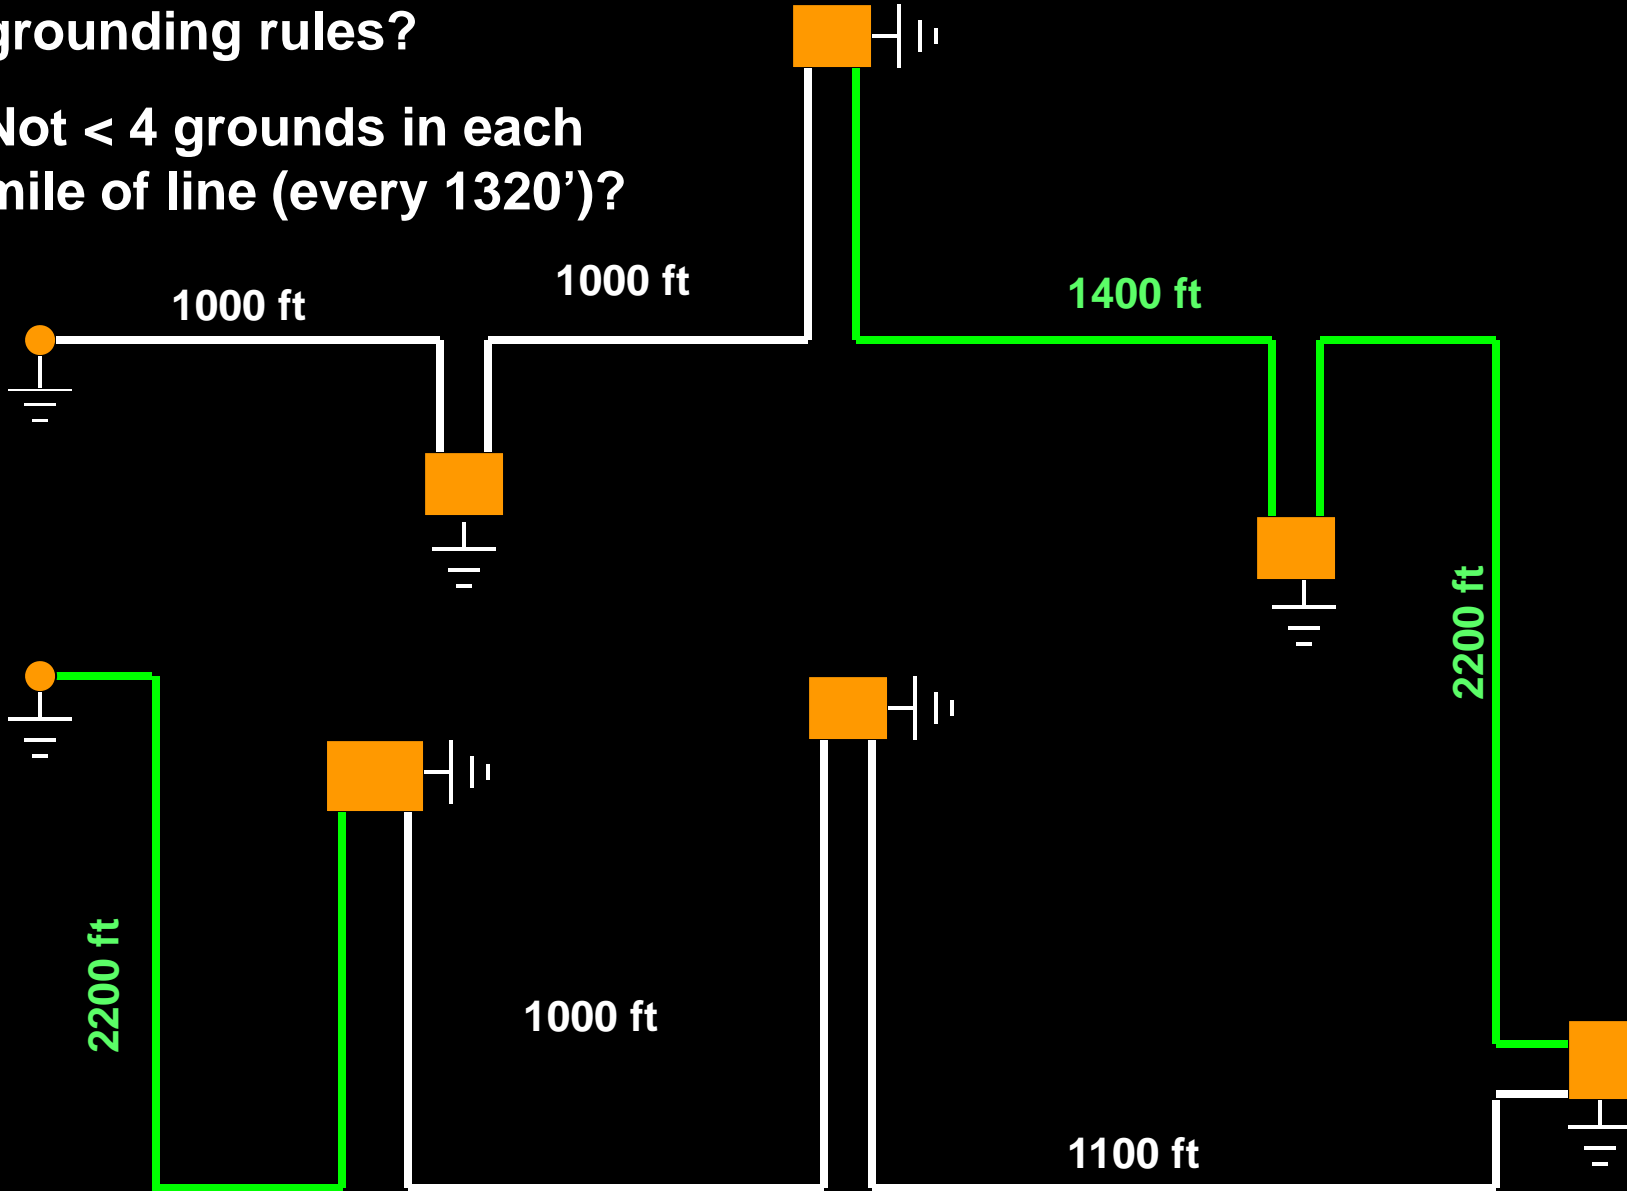 grounding rules?
Not < 4 grounds in each
mile of line (every 1320’)?
1000 ft
1000 ft
1400 ft
2200 ft
2200 ft
1000 ft
1100 ft